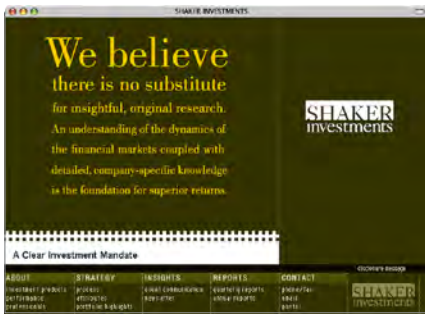 SHAKER INVESTMENTS
We believe
there is no substitute
for insightful, original research.
An understanding of the dynamics of
the financial markets coupled with
detailed, company-specific knowledge
is the foundation for superior returns.
SHAKER
investments
A Clear Investment Mandate
disclosure message
ABOUT STRATEGY INSIGHTS REPORTS CONTACT
investment products process client communication quarterly reports phone/fax
performance attributes newsletter annual reports email
professionals portfolio highlights portal
SHAKER
investments